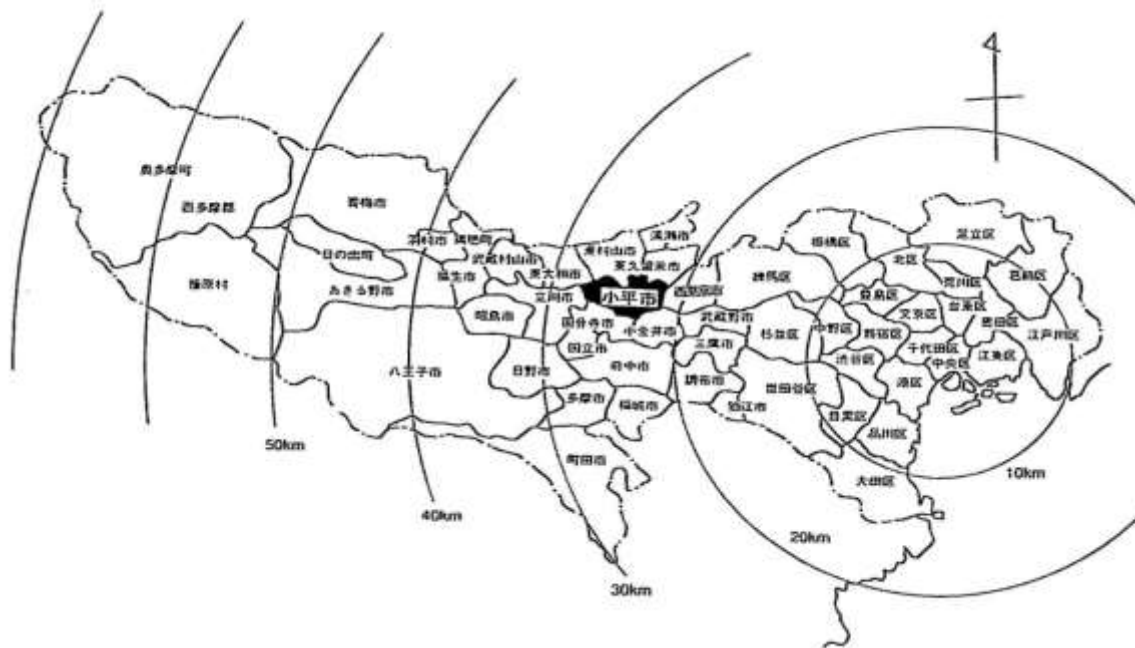 奥多摩町
西多摩郡
檜原村
青梅市
日の出町
あきる野市
羽村市
瑞穂町
福生市
武蔵村山市
東大和市
東村山市
清瀬市
東久留米市
立川市
昭島市
小平市
西東京市
国分寺市
小金井市
武蔵野市
国立市
三鷹市
府中市
調布市
狛江市
八王子市
日野市
多摩市
稲城市
町田市
練馬区
板橋区
北区
足立区
葛飾区
荒川区
豊島区
文京区
台東区
墨田区
江戸川区
杉並区
中野区
新宿区
千代田区
中央区
江東区
渋谷区
港区
世田谷区
目黒区
品川区
大田区
10km
20km
30km
40km
50km